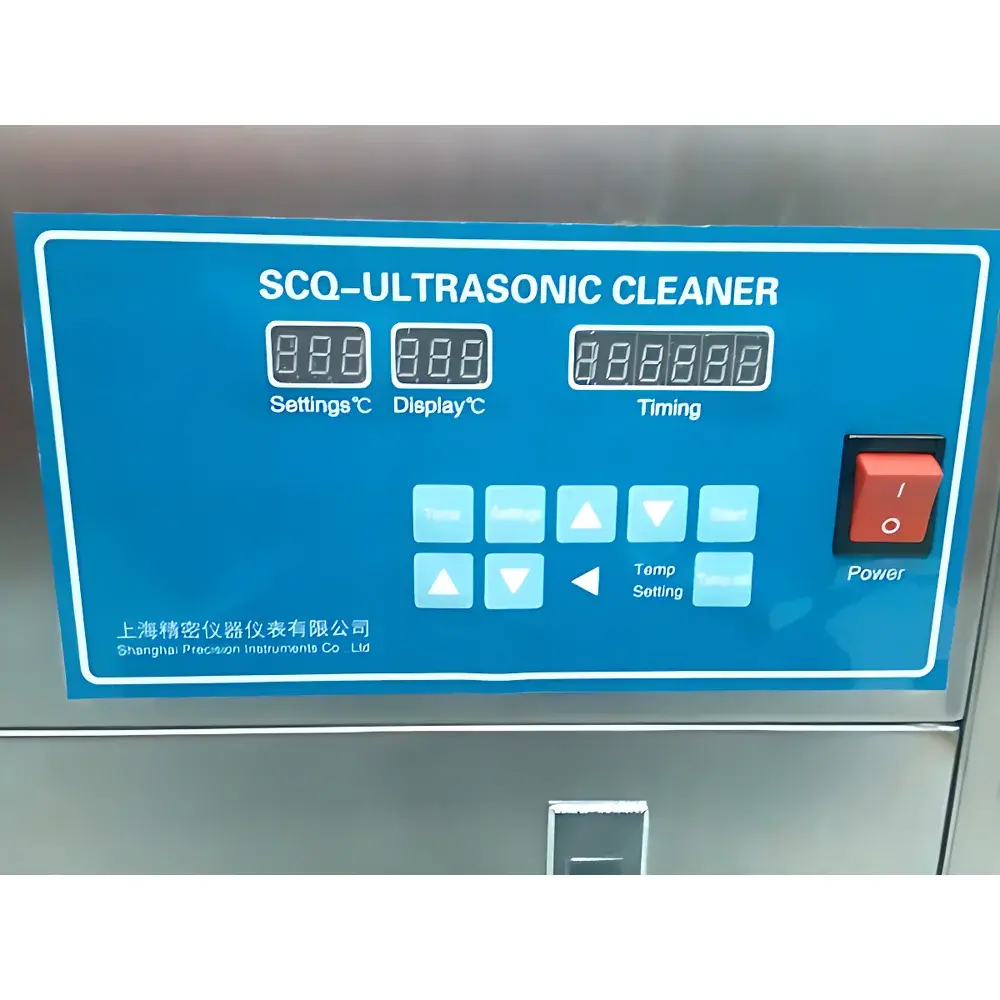 SCQ-ULTRASONIC CLEANER
Settings℃ Display℃ Timing
Temp
Setting
I
O
Power
上海精密仪器仪表有限公司
Shanghai Precision Instruments Co .,Ltd